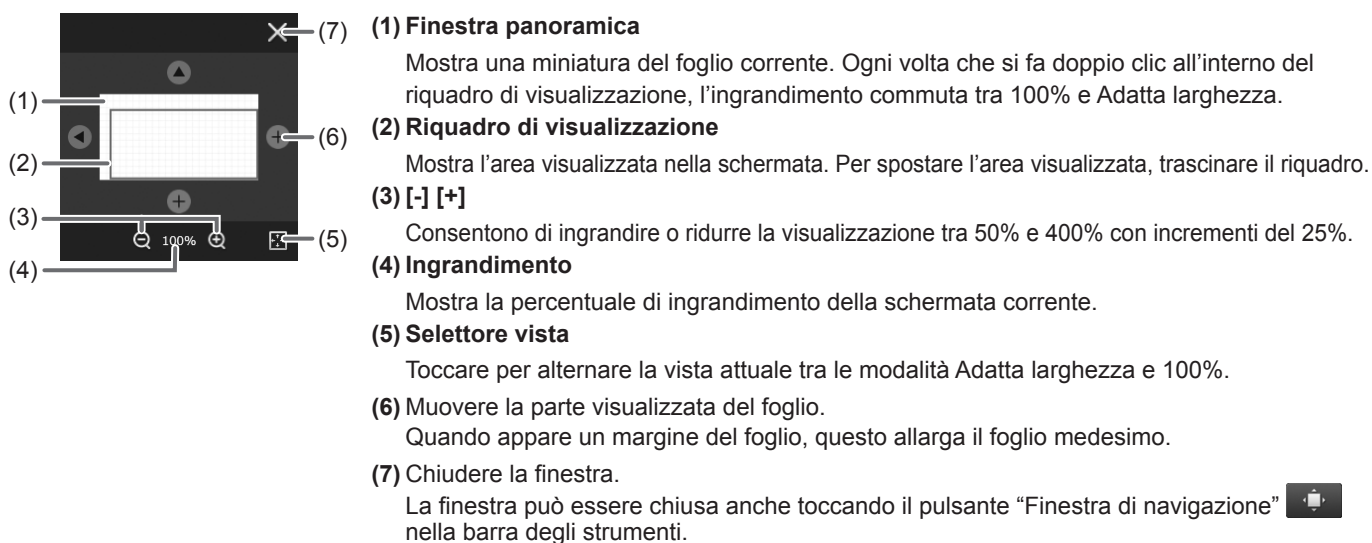 (1)
(2)
(3)
(4)
100%
(7)
(6)
(5)
(1) Finestra panoramica
Mostra una miniatura del foglio corrente. Ogni volta che si fa doppio clic all’interno del
riquadro di visualizzazione, l’ingrandimento commuta tra 100% e Adatta larghezza.
(2) Riquadro di visualizzazione
Mostra l’area visualizzata nella schermata. Per spostare l’area visualizzata, trascinare il riquadro.
(3) [-] [+]
Consentono di ingrandire o ridurre la visualizzazione tra 50% e 400% con incrementi del 25%.
(4) Ingrandimento
Mostra la percentuale di ingrandimento della schermata corrente.
(5) Selettore vista
Toccare per alternare la vista attuale tra le modalità Adatta larghezza e 100%.
(6) Muovere la parte visualizzata del foglio.
Quando appare un margine del foglio, questo allarga il foglio medesimo.
(7) Chiudere la finestra.
La finestra può essere chiusa anche toccando il pulsante “Finestra di navigazione”
nella barra degli strumenti.